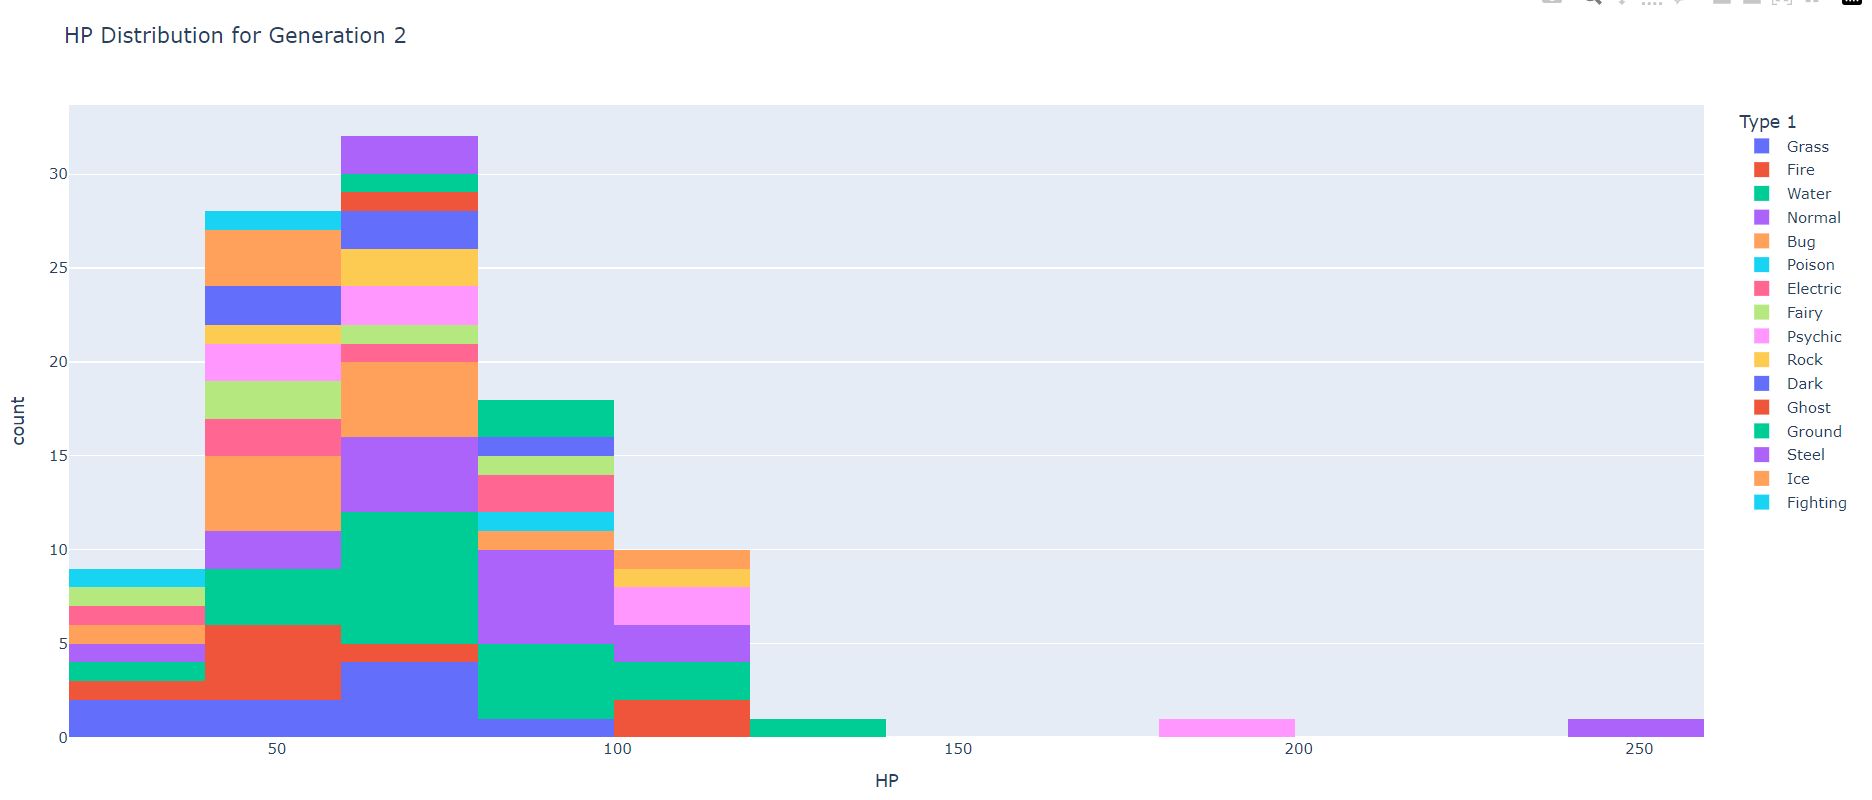 HP Distribution for Generation 2
Type 1
Grass
Fire
Water
Normal
Bug
Poison
Electric
Fairy
Psychic
Rock
Dark
Ghost
Ground
Steel
Ice
Fighting
30
25
20
15
10
5
0
count
50
100
150
200
250
HP